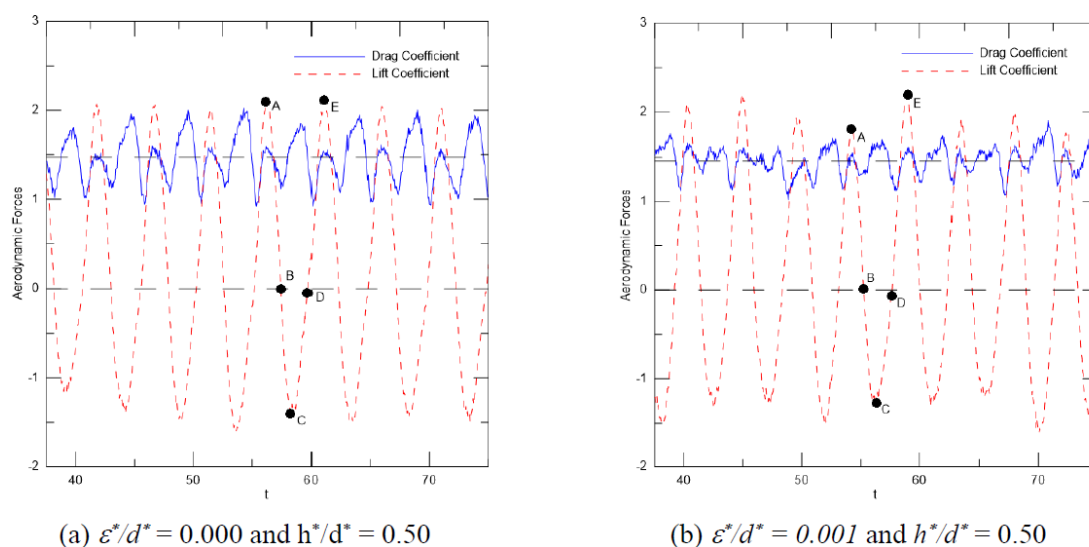 3
Drag Coefficient
Lift Coefficient
2
A
E
Aerodynamic Forces
1
B
0
D
-1
C
-2
40
50
60
70
t
(a) ε*/d* = 0.000 and h*/d* = 0.50
3
Drag Coefficient
Lift Coefficient
E
2
A
Aerodynamic Forces
1
B
0
D
-1
C
-2
40
50
60
70
t
(b) ε*/d* = 0.001 and h*/d* = 0.50